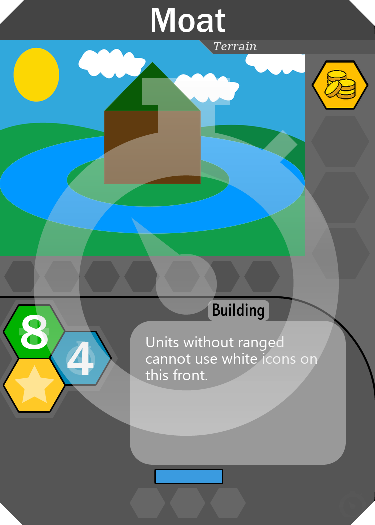 Moat
Terrain
8
4
Building
Units without ranged
cannot use white icons on
this front.